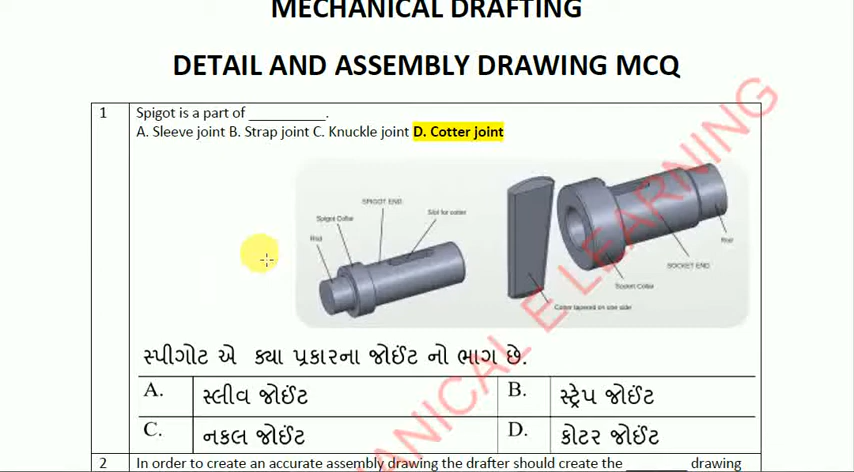 MECHANICAL DRAFTING
DETAIL AND ASSEMBLY DRAWING MCQ
1 Spigot is a part of __________.
A. Sleeve joint B. Strap joint C. Knuckle joint D. Cotter joint
SPIGOT END
Spigot Collar
Slot for cotter
Rod
Rod
SOCKET END
Socket Collar
Cotter tapered on one side
સ્પીગોટ એ ક્યા પ્રકારના જોઈંટ નો ભાગ છે.
A. સ્લીવ જોઈંટ B. સ્ટ્રેપ જોઈંટ
C. નકલ જોઈંટ D. કોટર જોઈંટ
2 In order to create an accurate assembly drawing the drafter should create the ________ drawing
ANICAL E LEARNING